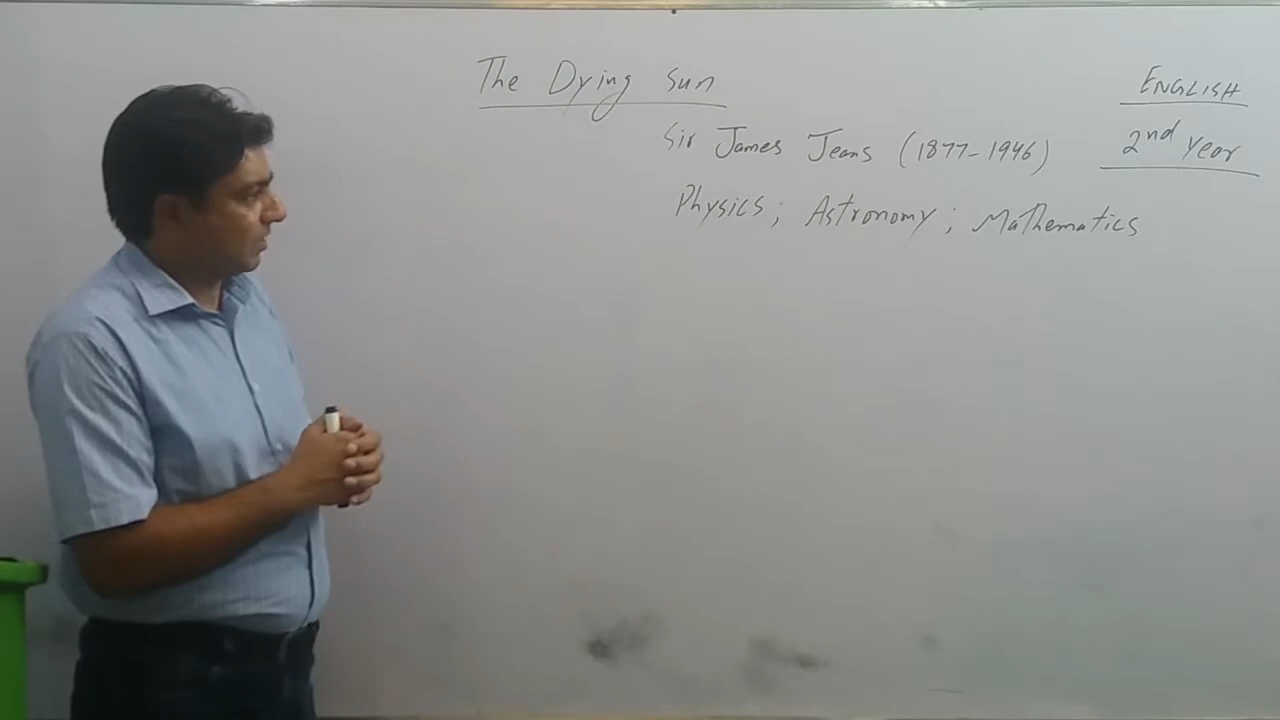 The Dying Sun
ENGLISH
Sir James Jeans (1877-1946)
2nd Year
Physics; Astronomy; Mathematics